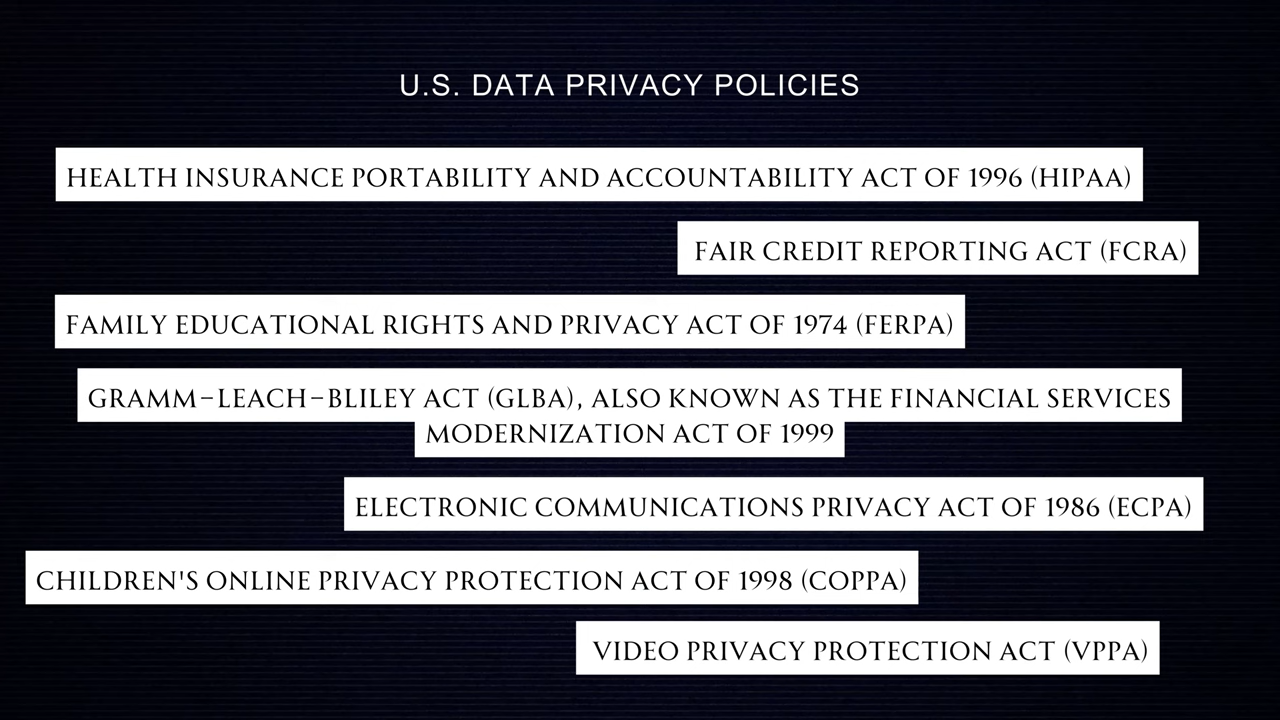 U.S. DATA PRIVACY POLICIES
HEALTH INSURANCE PORTABILITY AND ACCOUNTABILITY ACT OF 1996 (HIPAA)
FAIR CREDIT REPORTING ACT (FCRA)
FAMILY EDUCATIONAL RIGHTS AND PRIVACY ACT OF 1974 (FERPA)
GRAMM–LEACH–BLILEY ACT (GLBA), ALSO KNOWN AS THE FINANCIAL SERVICES
MODERNIZATION ACT OF 1999
ELECTRONIC COMMUNICATIONS PRIVACY ACT OF 1986 (ECPA)
CHILDREN'S ONLINE PRIVACY PROTECTION ACT OF 1998 (COPPA)
VIDEO PRIVACY PROTECTION ACT (VPPA)